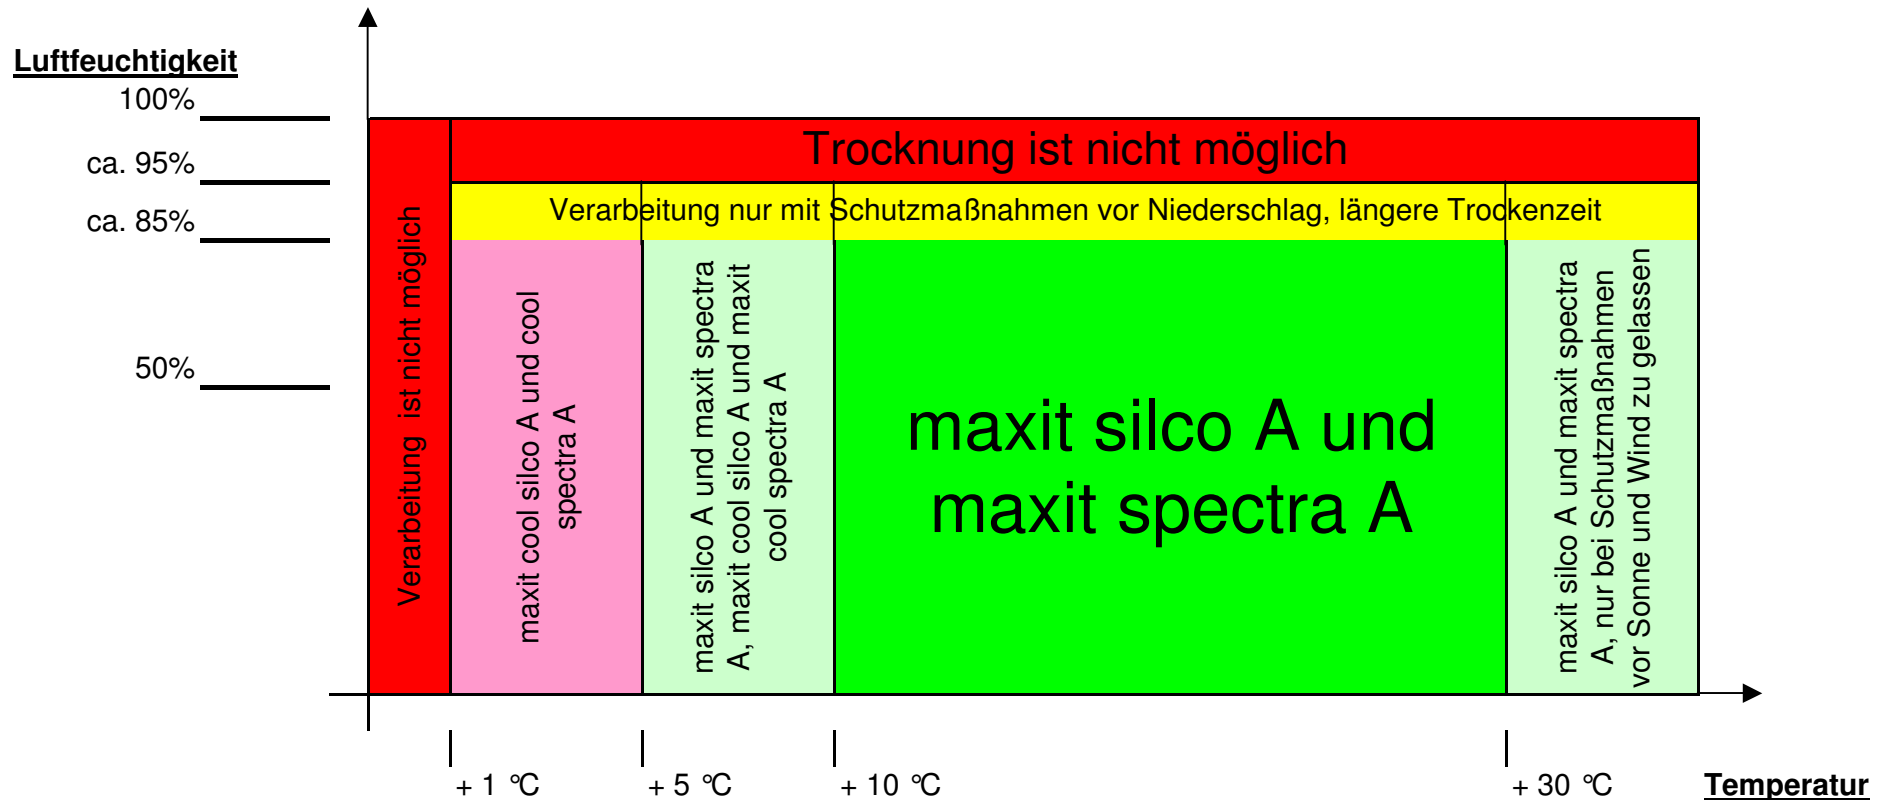 Luftfeuchtigkeit
100%
ca. 95%
ca. 85%
50%
Trocknung ist nicht möglich
Verarbeitung nur mit Schutzmaßnahmen vor Niederschlag, längere Trockenzeit
Verarbeitung ist nicht möglich
maxit cool silco A und cool
spectra A
maxit silco A und maxit spectra
A, maxit cool silco A und maxit
cool spectra A
maxit silco A und
maxit spectra A
maxit silco A und maxit spectra
A, nur bei Schutzmaßnahmen
vor Sonne und Wind zu gelassen
+ 1 °C
+ 5 °C
+ 10 °C
+ 30 °C
Temperatur